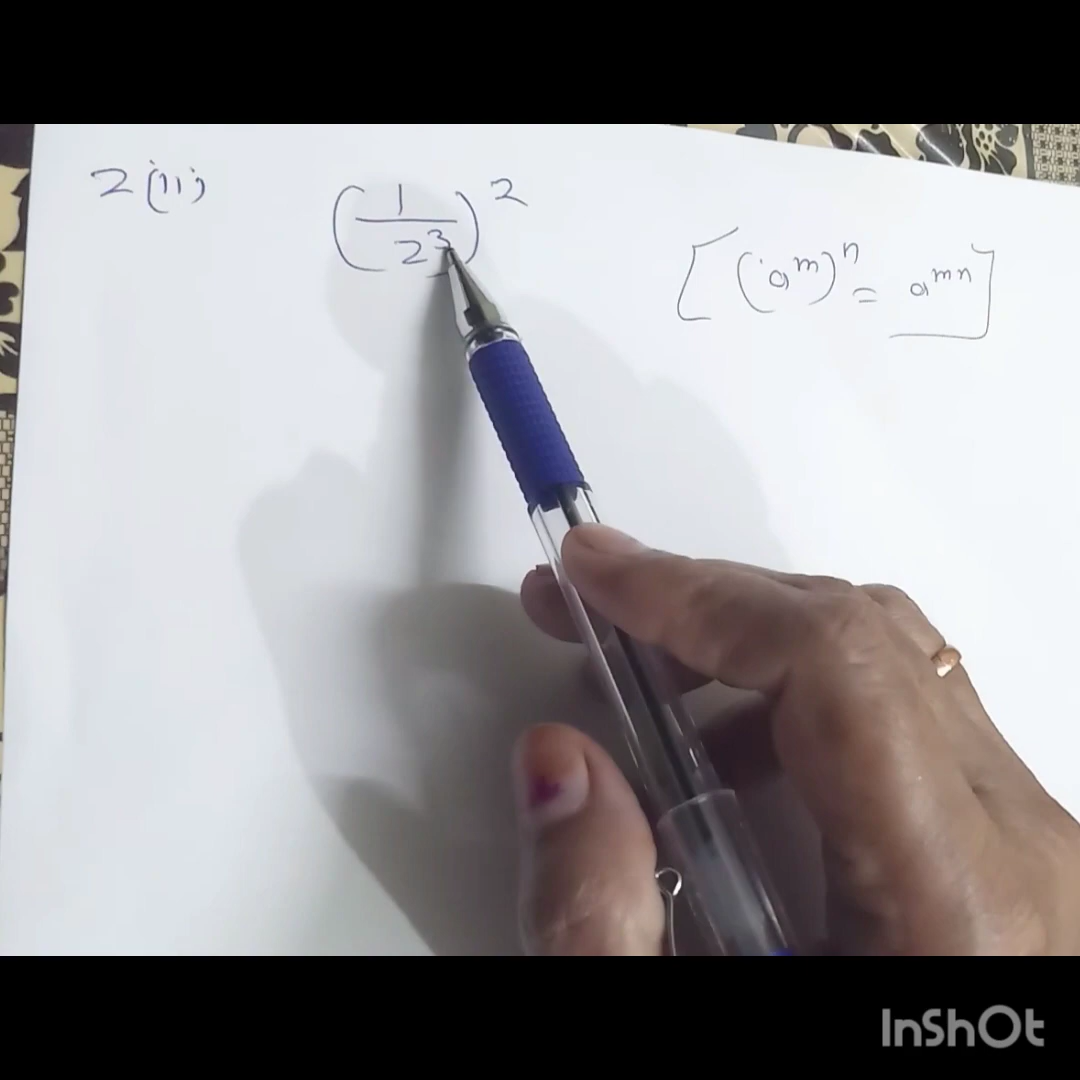 2(ii) (1/2³)² [(aᵐ)ⁿ = aᵐⁿ]
InShOt